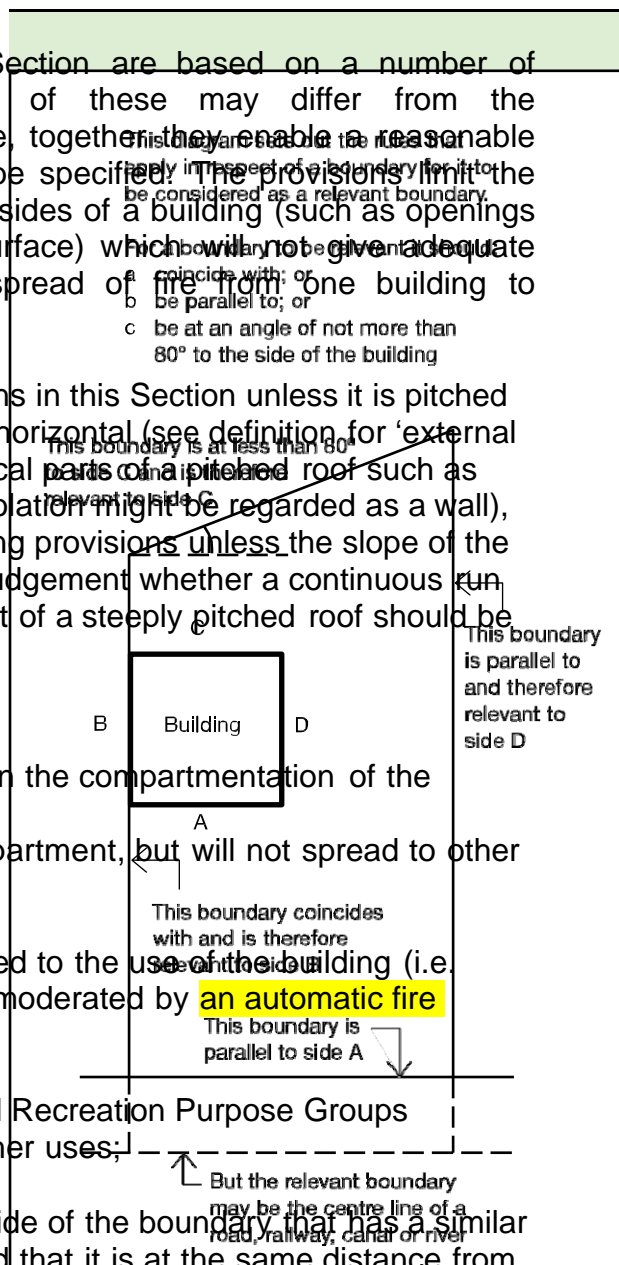 Section are based on a number of
of these may differ from the
e, together they enable a reasonable
This diagram sets out the rules that
be specified. The provisions limit the
apply in respect of a boundary for it to
be considered as a relevant boundary.
sides of a building (such as openings
urface) which will not give adequate
For a boundary to be relevant it should:
spread of fire from one building to
a coincide with; or
b be parallel to; or
c be at an angle of not more than
80° to the side of the building
ns in this Section unless it is pitched
horizontal (see definition for 'external
This boundary is at less than 80°
cal parts of a pitched roof such as
to side C and is therefore
relevant to side C
olation might be regarded as a wall),
ng provisions unless the slope of the
udgement whether a continuous run
t of a steeply pitched roof should be
C
This boundary
is parallel to
and therefore
relevant to
side D
B Building D
n the compartmentation of the
A
partment, but will not spread to other
This boundary coincides
with and is therefore
relevant to side B
ed to the use of the building (i.e.
moderated by an automatic fire
This boundary is
parallel to side A
d Recreation Purpose Groups
her uses;
But the relevant boundary
may be the centre line of a
road, railway, canal or river
ide of the boundary that has a similar
d that it is at the same distance from